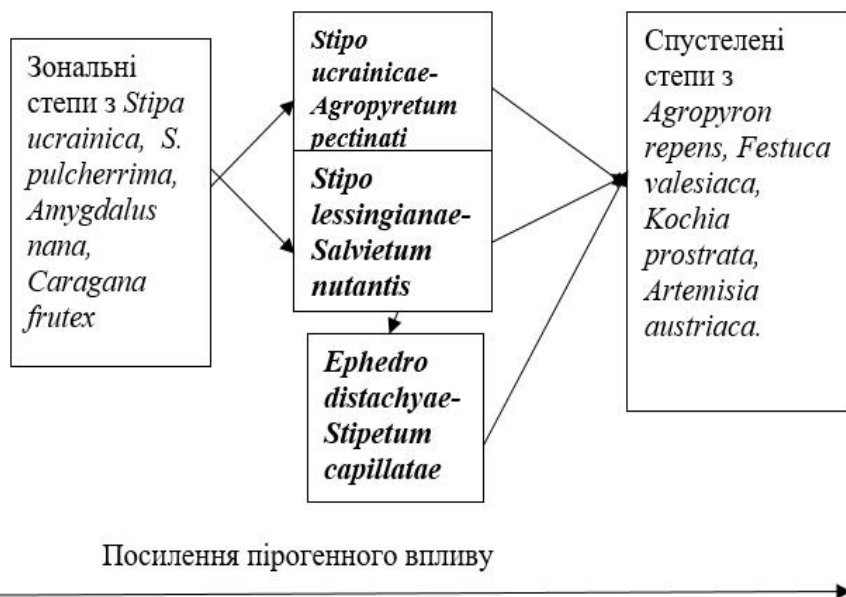 Зональні
степи з Stipa
ucrainica, S.
pulcherrima,
Amygdalus
nana,
Caragana
frutex
Stipo
ucrainicae-
Agropyretum
pectinati
Stipo
lessingianae-
Salvietum
nutantis
Ephedro
distachyae-
Stipetum
capillatae
Спустелені
степи з
Agropyron
repens, Festuca
valesiaca,
Kochia
prostrata,
Artemisia
austriaca.
Посилення пірогенного впливу